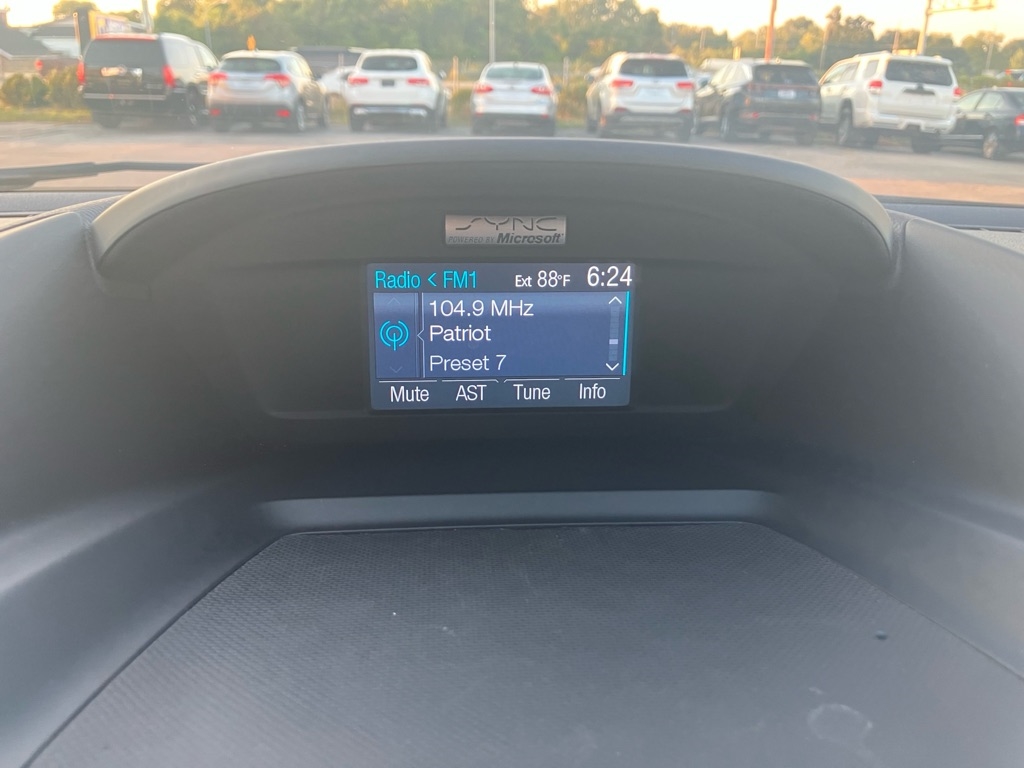 SYNC
POWERED BY Microsoft
Radio < FM1 Ext 88°F 6:24
104.9 MHz
Patriot
Preset 7
Mute AST Tune Info